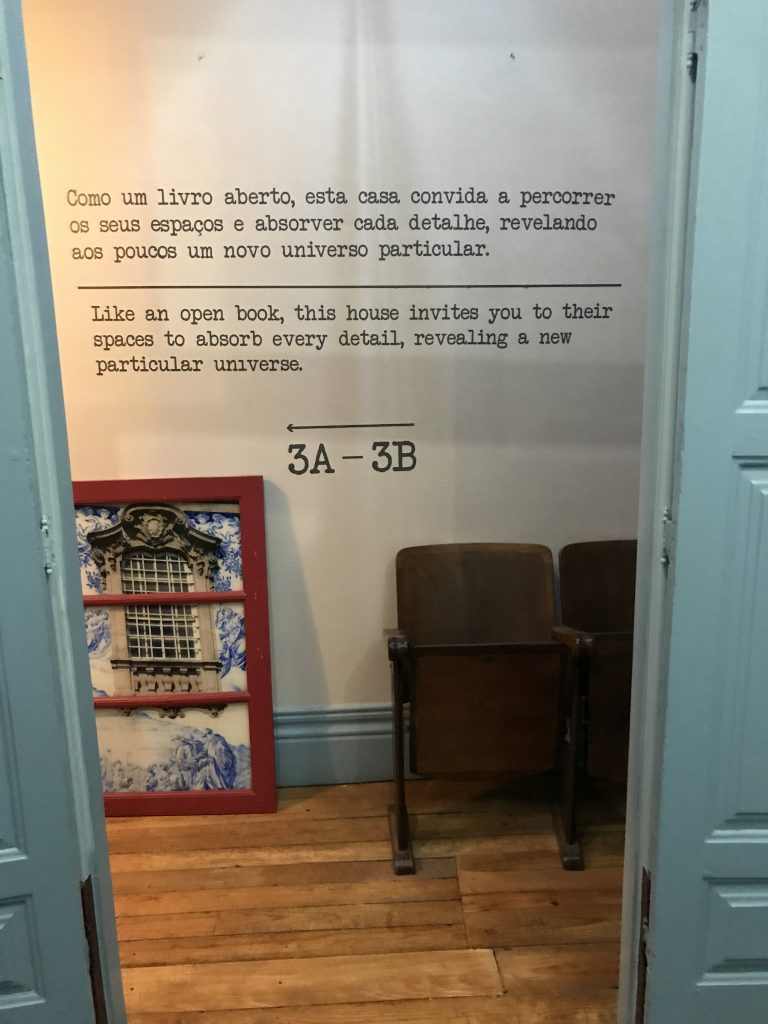 Como um livro aberto, esta casa convida a percorrer
os seus espaços e absorver cada detalhe, revelando
aos poucos um novo universo particular.
Like an open book, this house invites you to their
spaces to absorb every detail, revealing a new
particular universe.
←
3A – 3B